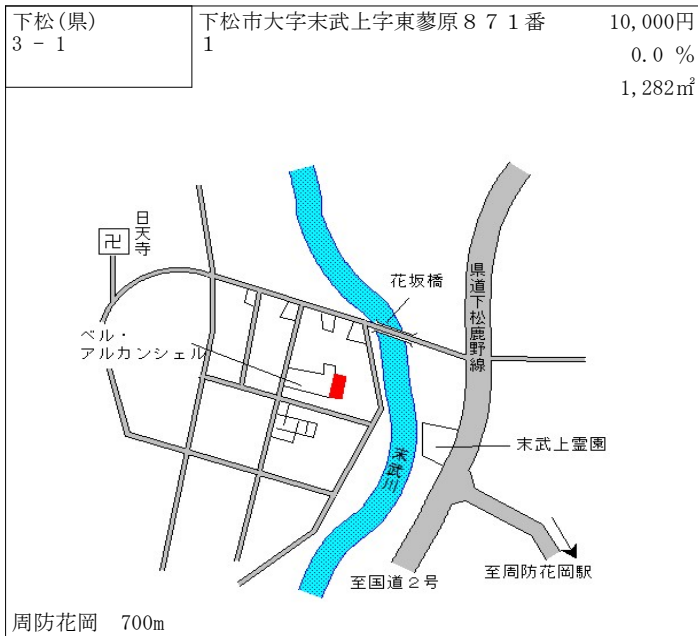 下松(県)
3 - 1
下松市大字末武上字東蓼原８７１番
1
10,000円
0.0 %
1,282㎡
日天寺
卍
花坂橋
県道下松鹿野線
ベル・
アルカンシェル
末武川
末武上霊園
至国道２号
至周防花岡駅
周防花岡 700m